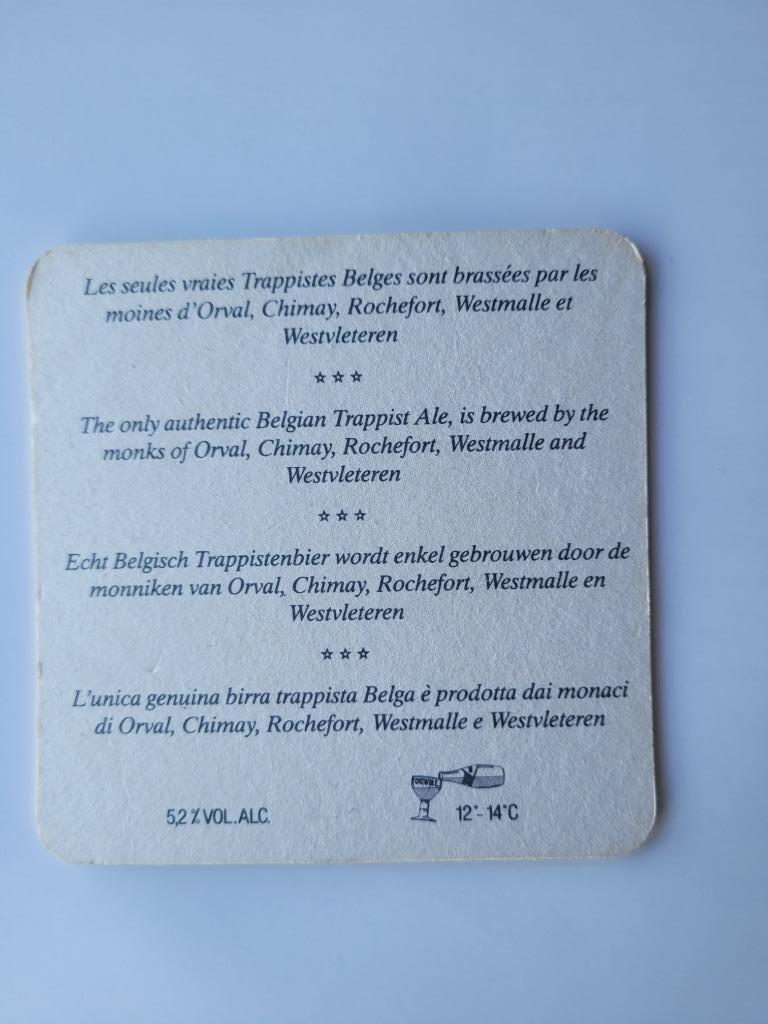 Les seules vraies Trappistes Belges sont brassées par les
moines d'Orval, Chimay, Rochefort, Westmalle et
Westvleteren
☆☆☆
The only authentic Belgian Trappist Ale, is brewed by the
monks of Orval, Chimay, Rochefort, Westmalle and
Westvleteren
☆☆☆
Echt Belgisch Trappistenbier wordt enkel gebrouwen door de
monniken van Orval, Chimay, Rochefort, Westmalle en
Westvleteren
☆☆☆
L'unica genuina birra trappista Belga è prodotta dai monaci
di Orval, Chimay, Rochefort, Westmalle e Westvleteren
ORVAL
5,2 % VOL.ALC. 12°- 14°C